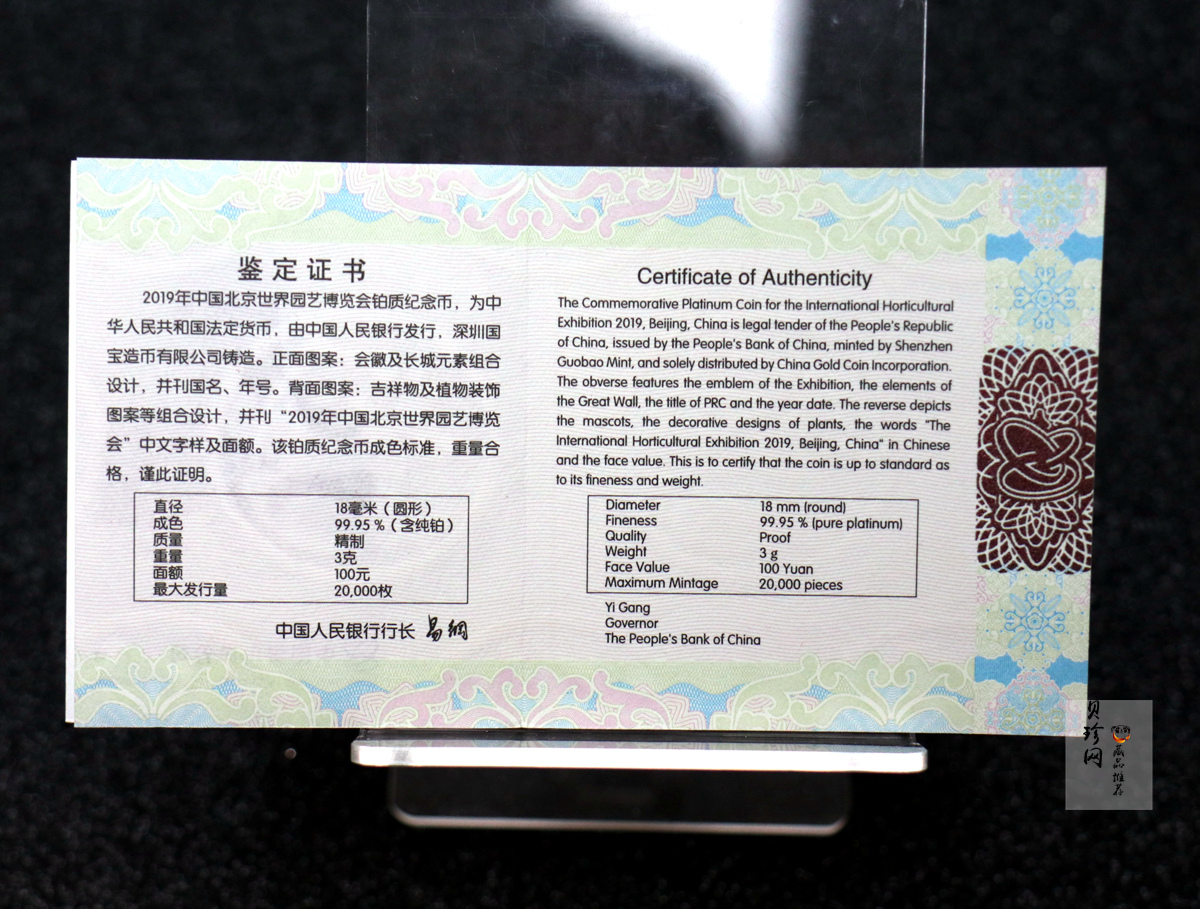 鉴定证书
2019年中国北京世界园艺博览会铂质纪念币，为中
华人民共和国法定货币，由中国人民银行发行，深圳国
宝造币有限公司铸造。正面图案：会徽及长城元素组合
设计，并刊国名、年号。背面图案：吉祥物及植物装饰
图案等组合设计，并刊“2019年中国北京世界园艺博览
会”中文字样及面额。该铂质纪念币成色标准，重量合
格，谨此证明。
直径 18毫米（圆形）
成色 99.95 %（含纯铂）
质量 精制
重量 3克
面额 100元
最大发行量 20,000枚
中国人民银行行长 易纲
Certificate of Authenticity
The Commemorative Platinum Coin for the International Horticultural
Exhibition 2019, Beijing, China is legal tender of the People's Republic
of China, issued by the People's Bank of China, minted by Shenzhen
Guobao Mint, and solely distributed by China Gold Coin Incorporation.
The obverse features the emblem of the Exhibition, the elements of
the Great Wall, the title of PRC and the year date. The reverse depicts
the mascots, the decorative designs of plants, the words "The
International Horticultural Exhibition 2019, Beijing, China" in Chinese
and the face value. This is to certify that the coin is up to standard as
to its fineness and weight.
Diameter 18 mm (round)
Fineness 99.95 % (pure platinum)
Quality Proof
Weight 3 g
Face Value 100 Yuan
Maximum Mintage 20,000 pieces
Yi Gang
Governor
The People's Bank of China
贝珍网
藏品推荐